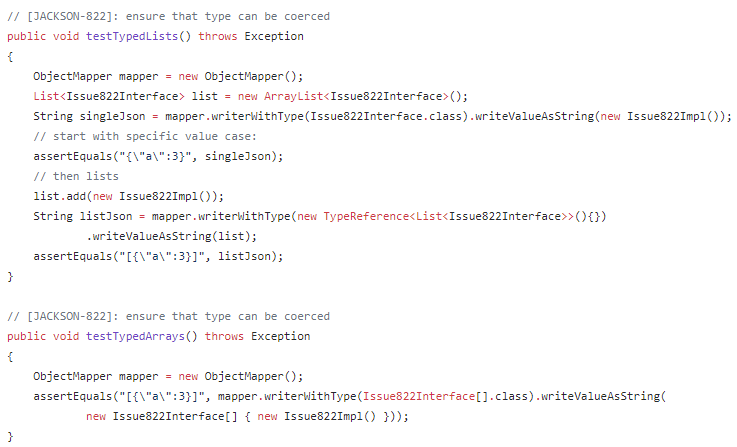 // [JACKSON-822]: ensure that type can be coerced
public void testTypedLists() throws Exception
{
    ObjectMapper mapper = new ObjectMapper();
    List<Issue822Interface> list = new ArrayList<Issue822Interface>();
    String singleJson = mapper.writerWithType(Issue822Interface.class).writeValueAsString(new Issue822Impl());
    // start with specific value case:
    assertEquals("{\"a\":3}", singleJson);
    // then lists
    list.add(new Issue822Impl());
    String listJson = mapper.writerWithType(new TypeReference<List<Issue822Interface>>(){})
            .writeValueAsString(list);
    assertEquals("[{\"a\":3}]", listJson);
}

// [JACKSON-822]: ensure that type can be coerced
public void testTypedArrays() throws Exception
{
    ObjectMapper mapper = new ObjectMapper();
    assertEquals("[{\"a\":3}]", mapper.writerWithType(Issue822Interface[].class).writeValueAsString(
            new Issue822Interface[] { new Issue822Impl() }));
}